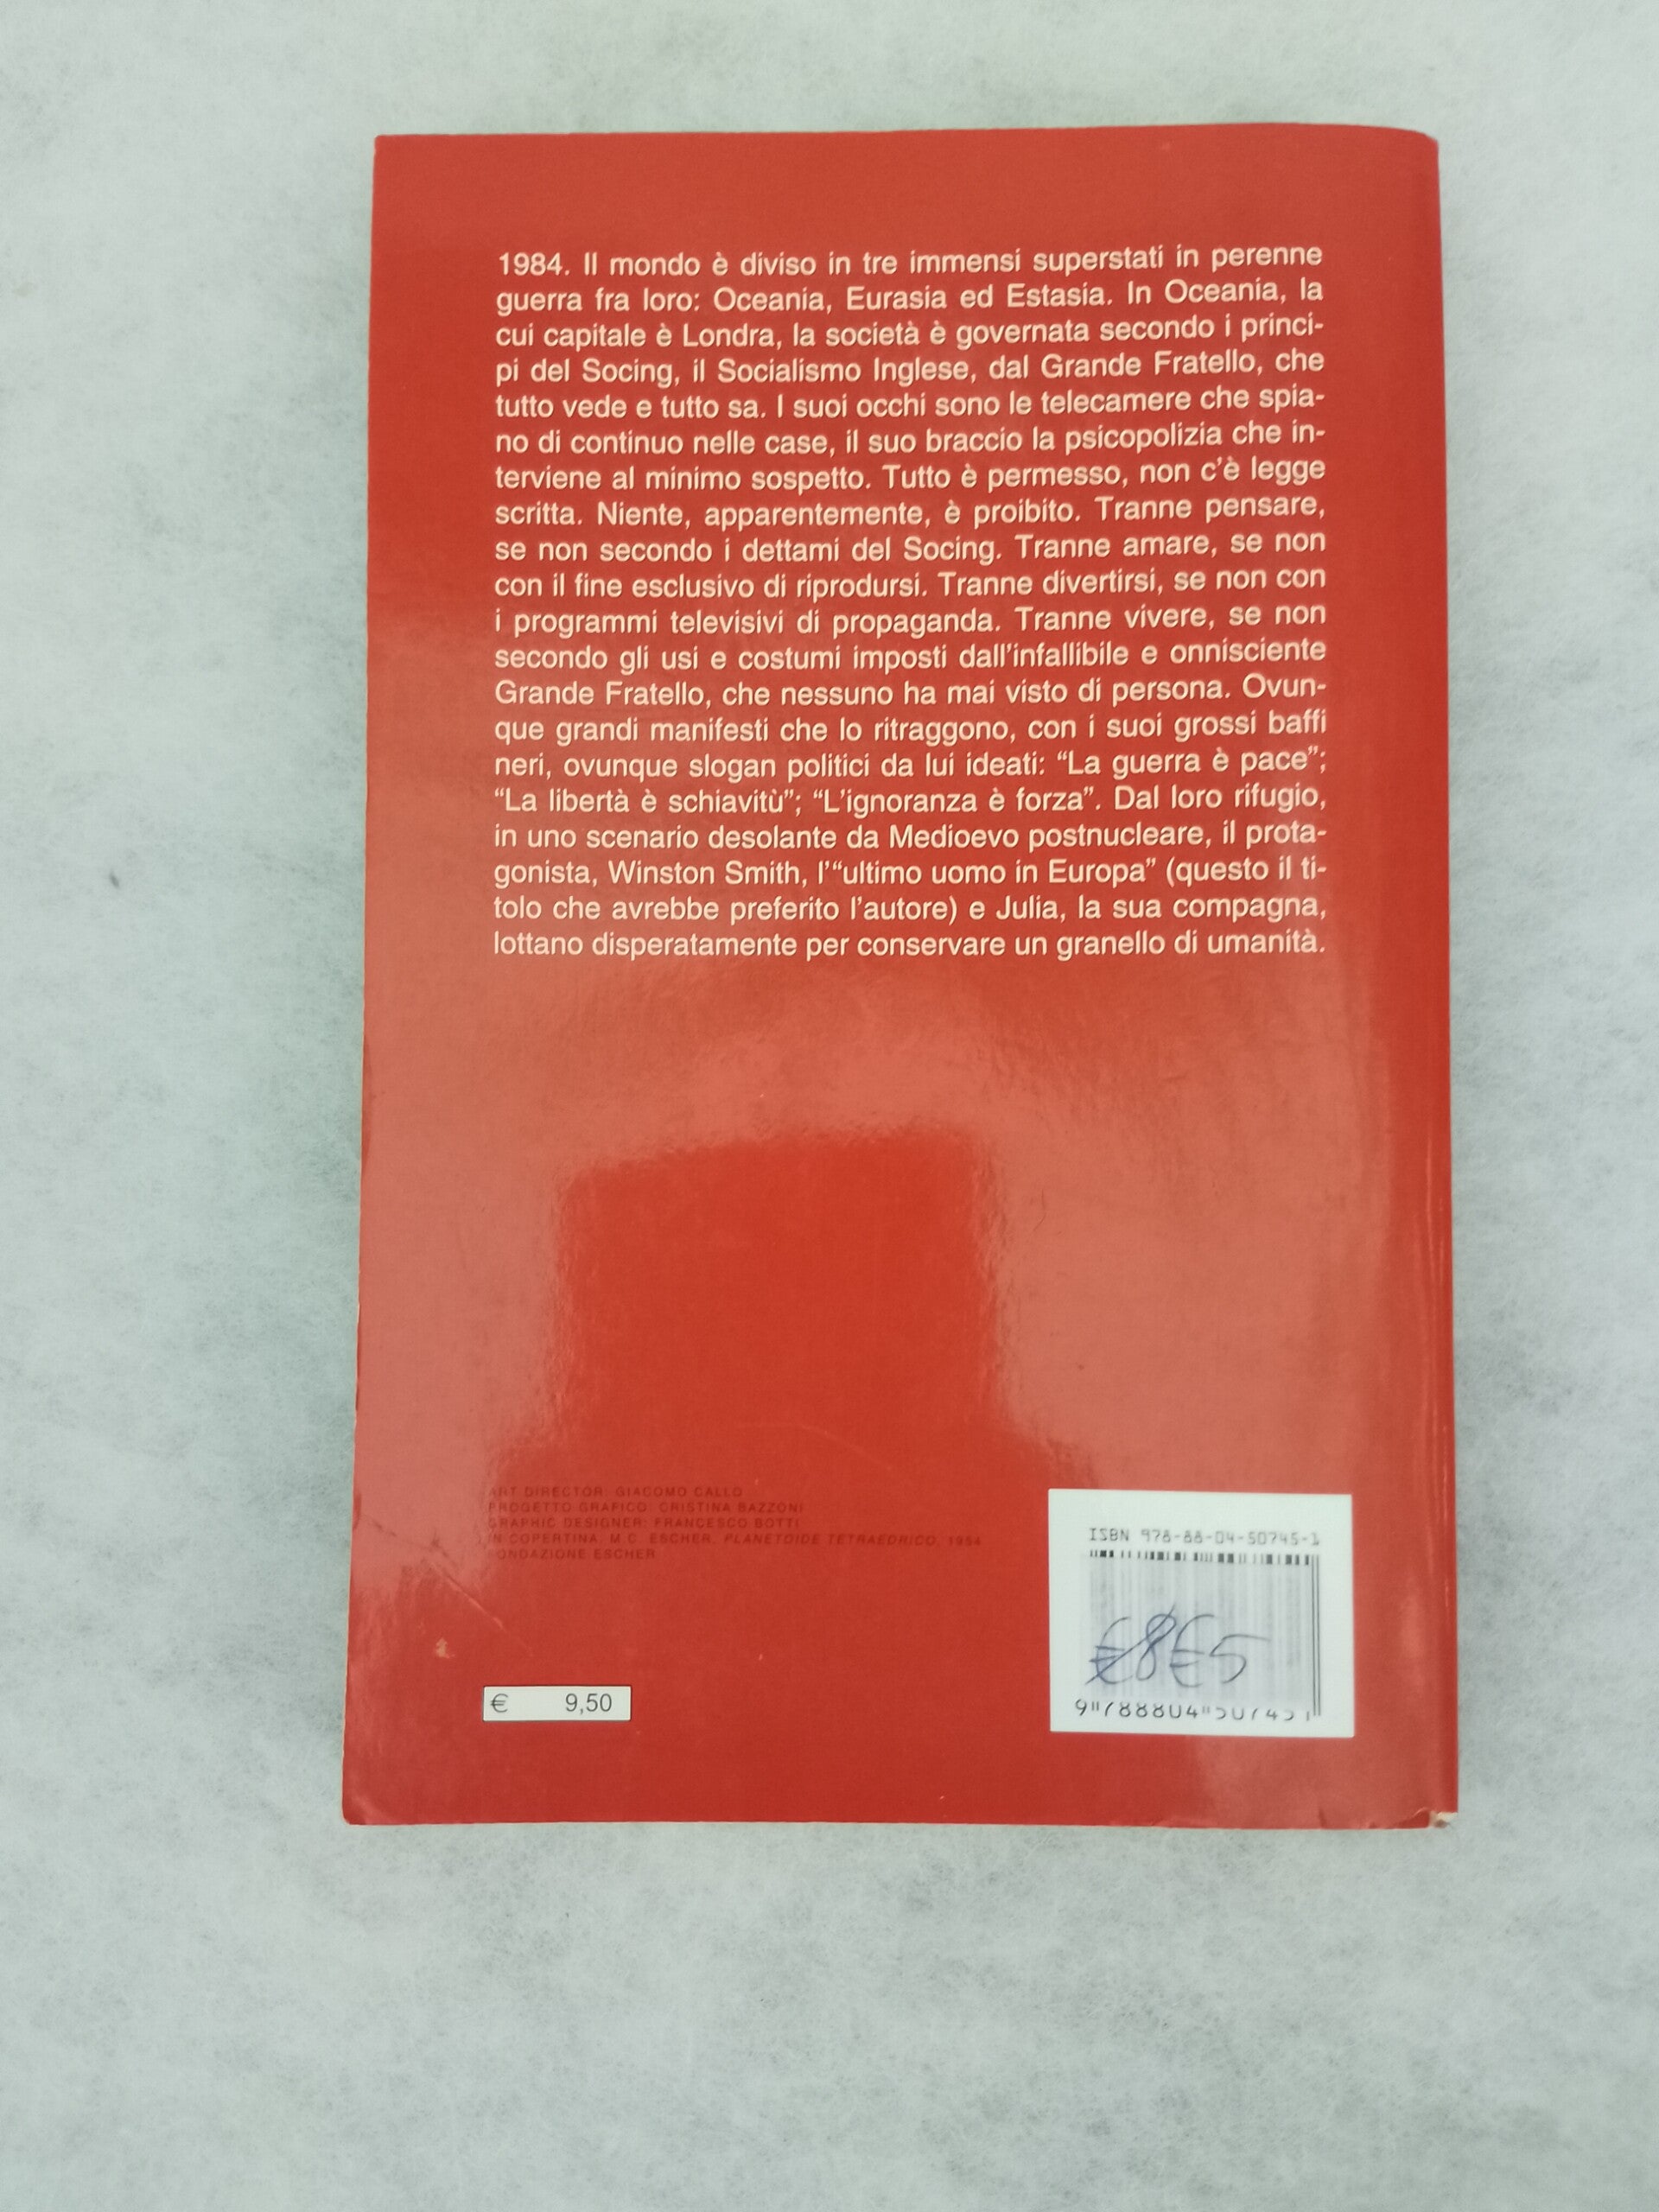 1984. Il mondo è diviso in tre immensi superstati in perenne
guerra fra loro: Oceania, Eurasia ed Estasia. In Oceania, la
cui capitale è Londra, la società è governata secondo i princi-
pi del Socing, il Socialismo Inglese, dal Grande Fratello, che
tutto vede e tutto sa. I suoi occhi sono le telecamere che spia-
no di continuo nelle case, il suo braccio la psicopolizia che in-
terviene al minimo sospetto. Tutto è permesso, non c'è legge
scritta. Niente, apparentemente, è proibito. Tranne pensare,
se non secondo i dettami del Socing. Tranne amare, se non
con il fine esclusivo di riprodursi. Tranne divertirsi, se non con
i programmi televisivi di propaganda. Tranne vivere, se non
secondo gli usi e costumi imposti dall'infallibile e onnisciente
Grande Fratello, che nessuno ha mai visto di persona. Ovun-
que grandi manifesti che lo ritraggono, con i suoi grossi baffi
neri, ovunque slogan politici da lui ideati: “La guerra è pace”;
“La libertà è schiavitù”; “L'ignoranza è forza”. Dal loro rifugio,
in uno scenario desolante da Medioevo postnucleare, il prota-
gonista, Winston Smith, l'“ultimo uomo in Europa” (questo il ti-
tolo che avrebbe preferito l'autore) e Julia, la sua compagna,
lottano disperatamente per conservare un granello di umanità.
ART DIRECTOR: GIACOMO CALLO
PROGETTO GRAFICO: CRISTINA BAZZONI
GRAPHIC DESIGNER: FRANCESCO BOTTI
IN COPERTINA: M.C. ESCHER, PLANETOIDE TETRAEDRICO, 1954
FONDAZIONE ESCHER
€ 9,50
ISBN 978-88-04-50745-1
€8 €5
9 788804 507451